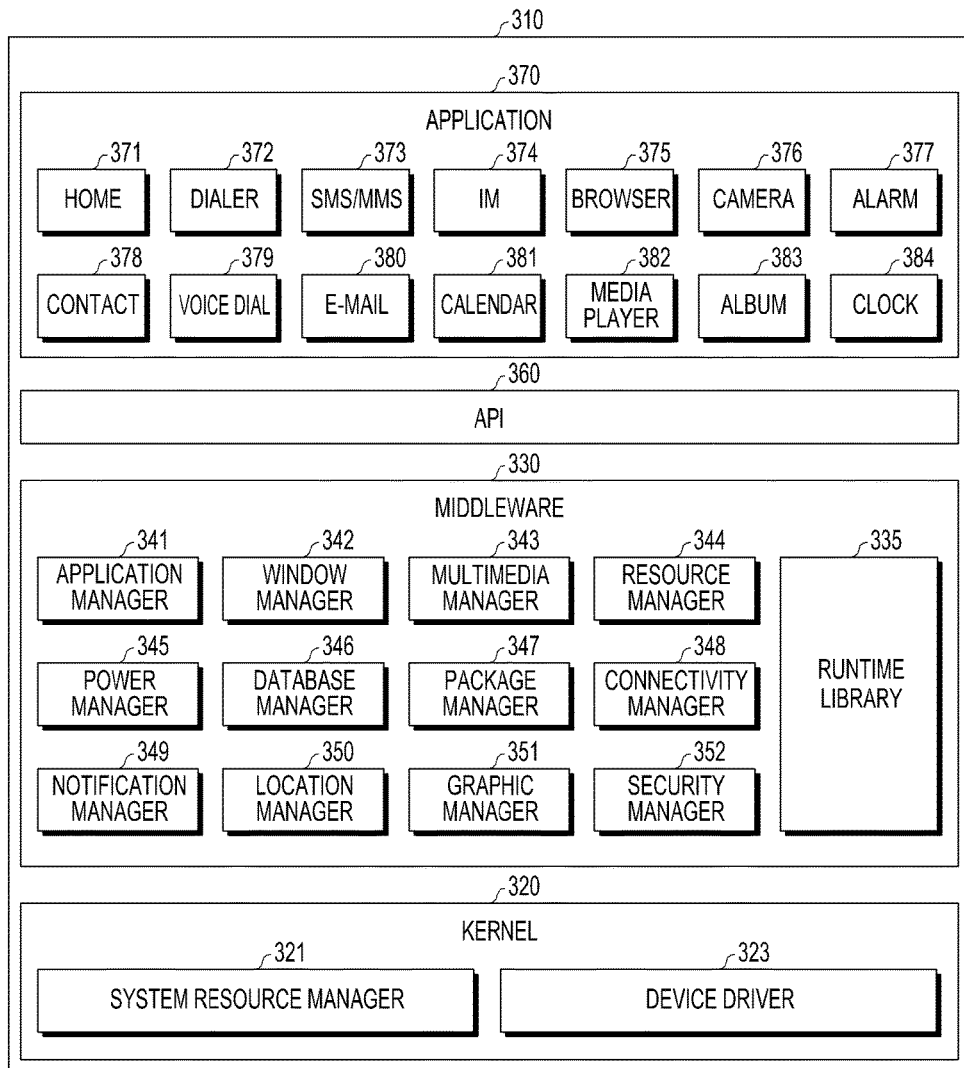 310
370
APPLICATION
371 372 373 374 375 376 377
HOME DIALER SMS/MMS IM BROWSER CAMERA ALARM
378 379 380 381 382 383 384
CONTACT VOICE DIAL E-MAIL CALENDAR MEDIA PLAYER ALBUM CLOCK
360
API
330
MIDDLEWARE
341 342 343 344 335
APPLICATION MANAGER WINDOW MANAGER MULTIMEDIA MANAGER RESOURCE MANAGER
345 346 347 348
POWER MANAGER DATABASE MANAGER PACKAGE MANAGER CONNECTIVITY MANAGER RUNTIME LIBRARY
349 350 351 352
NOTIFICATION MANAGER LOCATION MANAGER GRAPHIC MANAGER SECURITY MANAGER
320
KERNEL
321 323
SYSTEM RESOURCE MANAGER DEVICE DRIVER